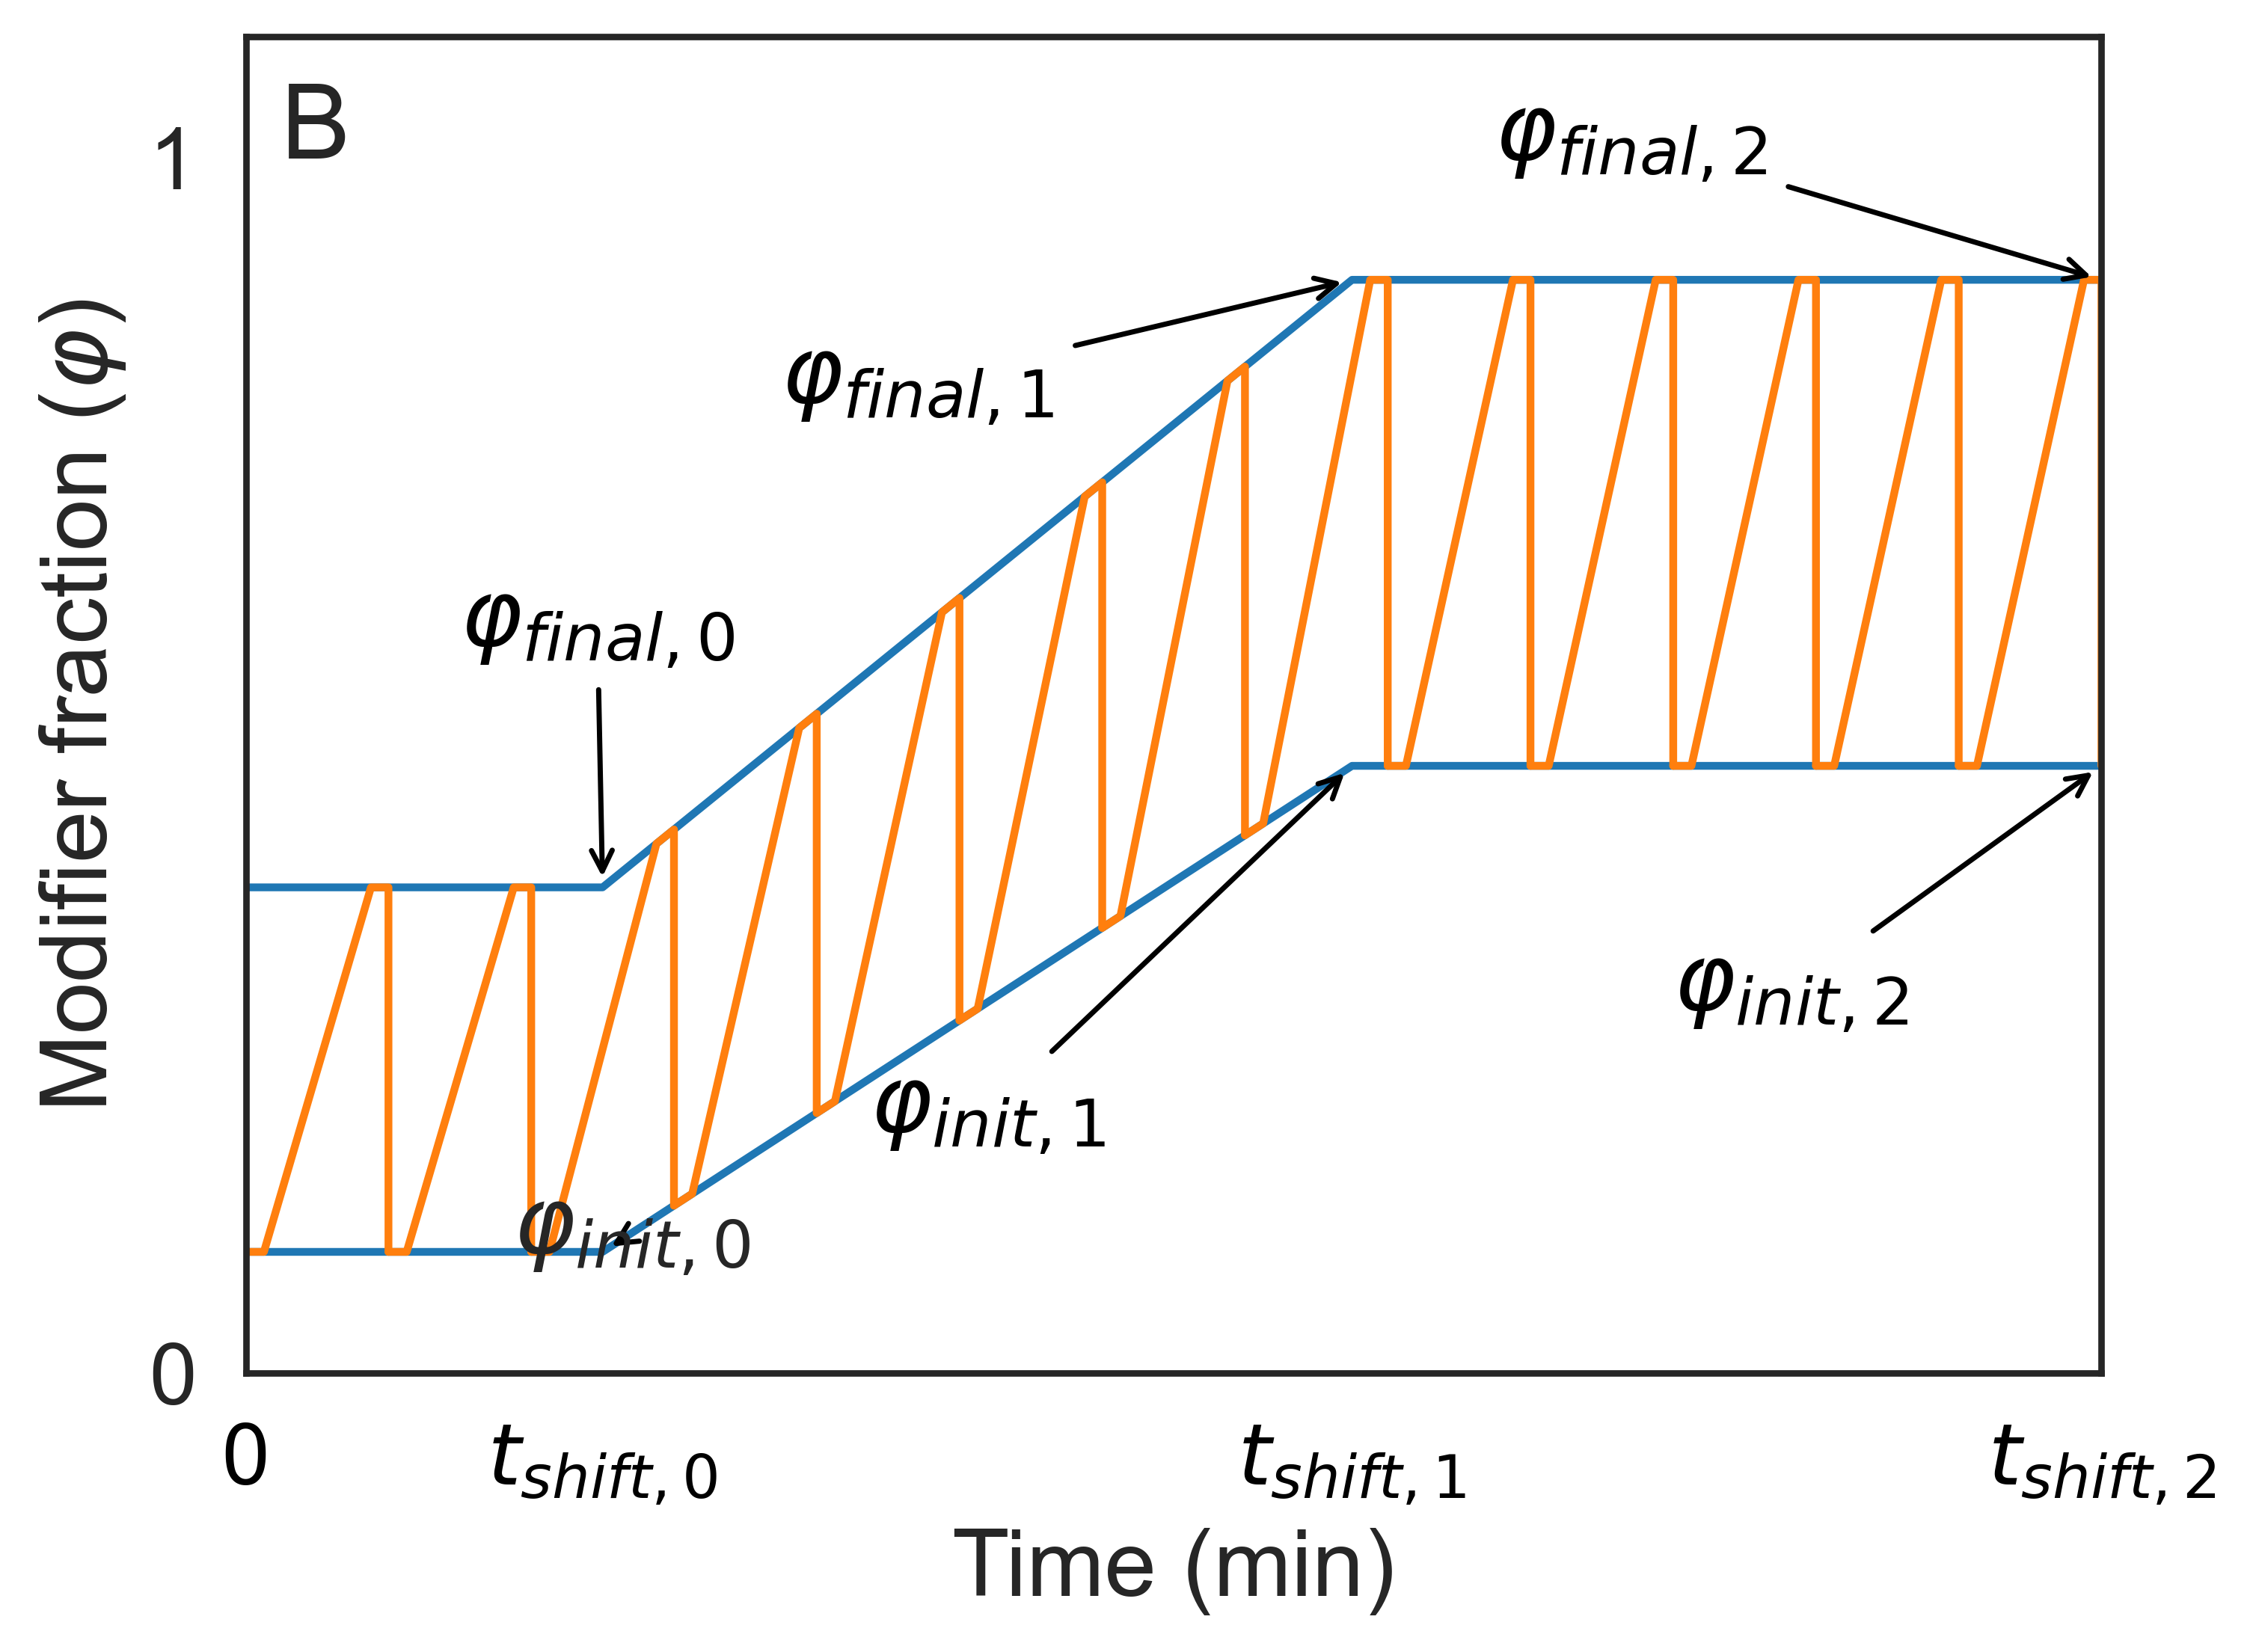 B
1
φfinal, 2
φfinal, 1
φfinal, 0
Modifier fraction (φ)
φinit, 2
φinit, 1
φinit, 0
0
0 tshift, 0 tshift, 1 tshift, 2
Time (min)